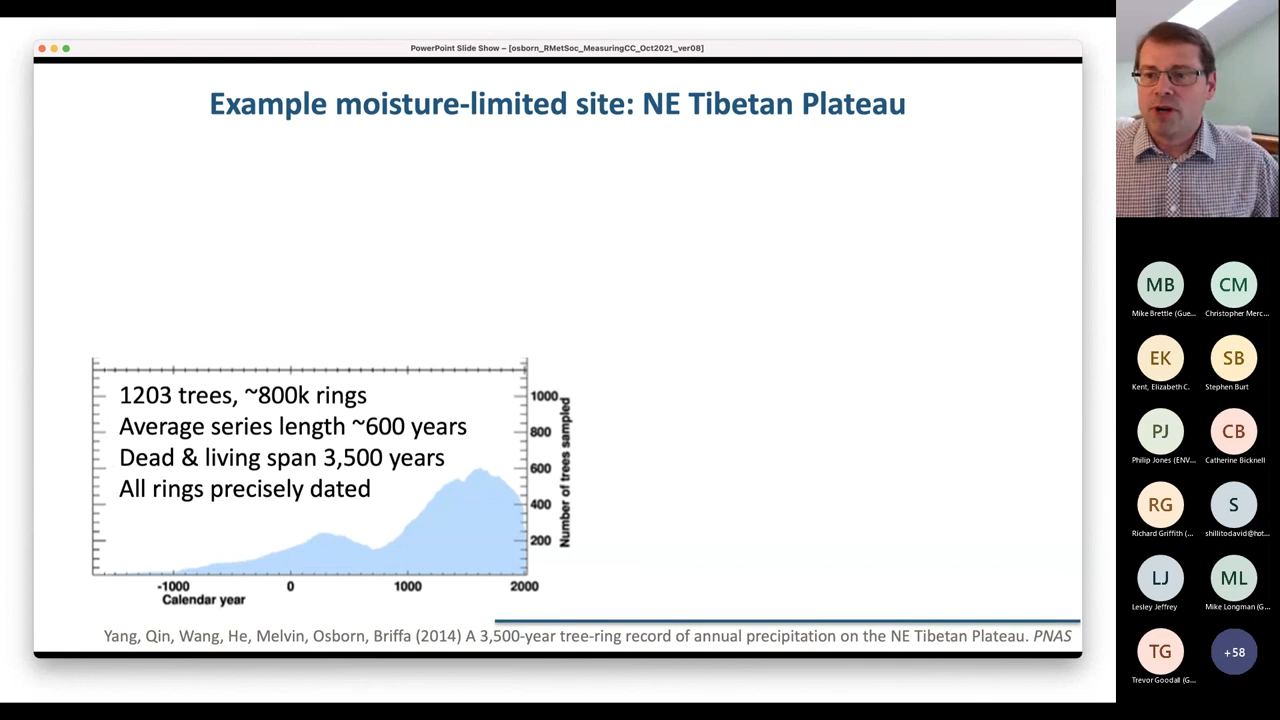 PowerPoint Slide Show – [osborn_RMetSoc_MeasuringCC_Oct2021_ver08]
Example moisture-limited site: NE Tibetan Plateau
1203 trees, ~800k rings
Average series length ~600 years
Dead & living span 3,500 years
All rings precisely dated
1000
800
600
400
200
Number of trees sampled
-1000
0
1000
2000
Calendar year
Yang, Qin, Wang, He, Melvin, Osborn, Briffa (2014) A 3,500-year tree-ring record of annual precipitation on the NE Tibetan Plateau. PNAS
MB
CM
Mike Brettle (Gue...
Christopher Merc...
EK
SB
Kent, Elizabeth C.
Stephen Burt
PJ
CB
Philip Jones (ENV...
Catherine Bicknell
RG
S
Richard Griffith (...
shillitodavid@hot...
LJ
ML
Lesley Jeffrey
Mike Longman (G...
TG
+58
Trevor Goodall (G...